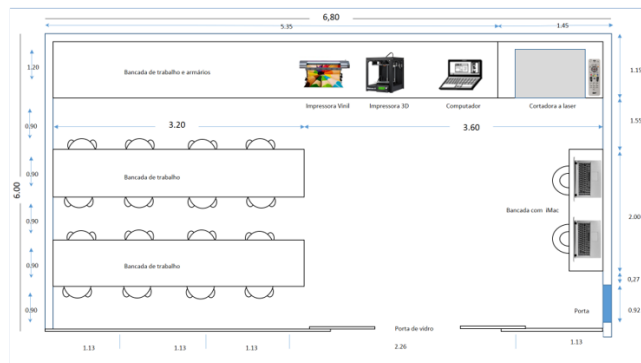 6,80
5.35
1.45
1.20
Bancada de trabalho e armários
Impressora Vinil
Impressora 3D
Computador
Cortadora a laser
1.15
0.90
3.20
3.60
1.55
6.00
0.90
Bancada de trabalho
0.90
Bancada com iMac
2.00
0.90
Bancada de trabalho
0,27
0.90
Porta
0.92
Porta de vidro
1.13
1.13
1.13
2.26
1.13